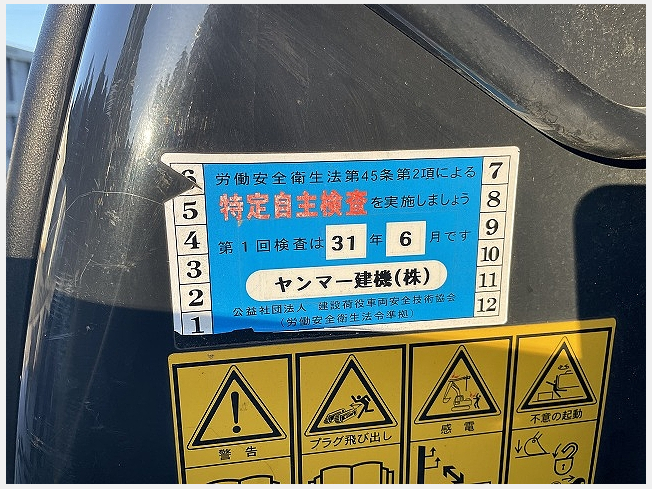 労働安全衛生法第45条第2項による
特定自主検査を実施しましょう
第1回検査は31年6月です
ヤンマー建機(株)
公益社団法人 建設荷役車両安全技術協会
(労働安全衛生法令準拠)
6
5
4
3
2
1
7
8
9
10
11
12
警告
プラグ飛び出し
感電
不意の起動